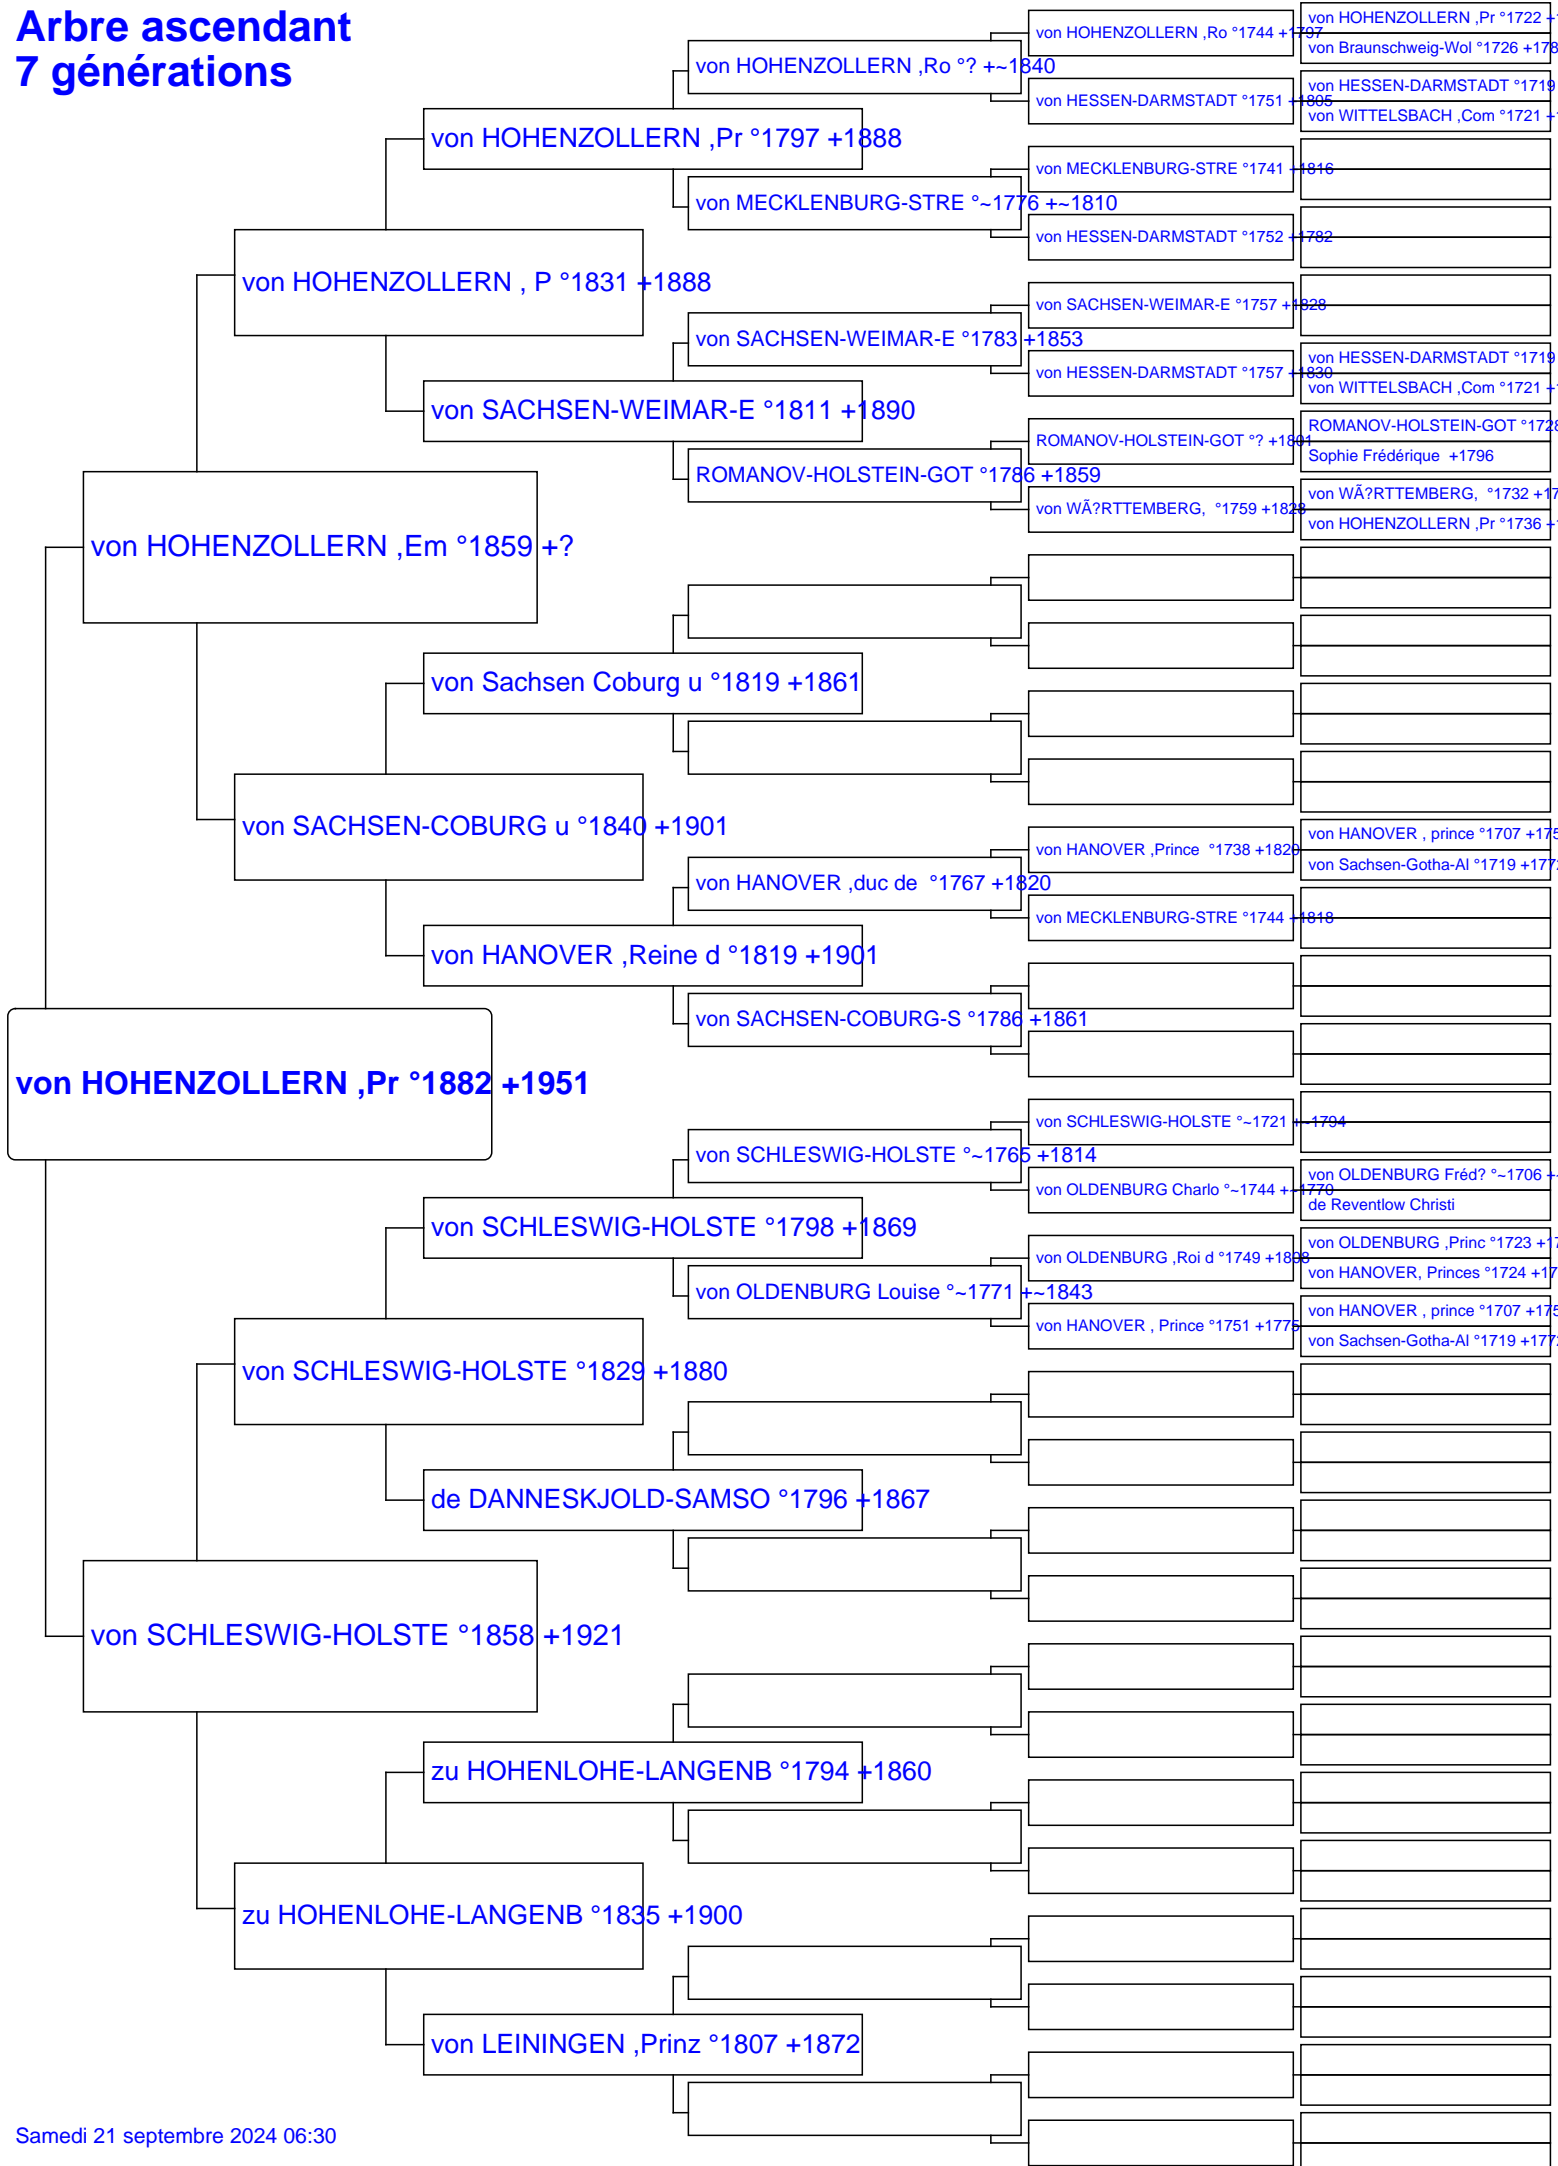 Arbre ascendant
7 générations
von HOHENZOLLERN ,Pr °1722 +
von HOHENZOLLERN ,Ro °1744 +1797
von Braunschweig-Wol °1726 +178
von HOHENZOLLERN ,Ro °? +~1840
von HESSEN-DARMSTADT °1719
von HESSEN-DARMSTADT °1751 +1805
von WITTELSBACH ,Com °1721 +
von HOHENZOLLERN ,Pr °1797 +1888
von MECKLENBURG-STRE °1741 +1816
von MECKLENBURG-STRE °~1776 +~1810
von HESSEN-DARMSTADT °1752 +1782
von HOHENZOLLERN , P °1831 +1888
von SACHSEN-WEIMAR-E °1757 +1828
von SACHSEN-WEIMAR-E °1783 +1853
von HESSEN-DARMSTADT °1719
von HESSEN-DARMSTADT °1757 +1830
von WITTELSBACH ,Com °1721 +
von SACHSEN-WEIMAR-E °1811 +1890
ROMANOV-HOLSTEIN-GOT °1728
ROMANOV-HOLSTEIN-GOT °? +1801
Sophie Frédérique +1796
ROMANOV-HOLSTEIN-GOT °1786 +1859
von WÃ?RTTEMBERG, °1732 +17
von WÃ?RTTEMBERG, °1759 +1828
von HOHENZOLLERN ,Pr °1736 +
von HOHENZOLLERN ,Em °1859 +?
von Sachsen Coburg u °1819 +1861
von SACHSEN-COBURG u °1840 +1901
von HANOVER , prince °1707 +175
von HANOVER ,Prince °1738 +1820
von Sachsen-Gotha-Al °1719 +1772
von HANOVER ,duc de °1767 +1820
von MECKLENBURG-STRE °1744 +1818
von HANOVER ,Reine d °1819 +1901
von SACHSEN-COBURG-S °1786 +1861
von HOHENZOLLERN ,Pr °1882 +1951
von SCHLESWIG-HOLSTE °~1721 +~1794
von SCHLESWIG-HOLSTE °~1765 +1814
von OLDENBURG Fréd? °~1706 +~
von OLDENBURG Charlo °~1744 +~1770
de Reventlow Christi
von SCHLESWIG-HOLSTE °1798 +1869
von OLDENBURG ,Princ °1723 +17
von OLDENBURG ,Roi d °1749 +1808
von HANOVER, Princes °1724 +17
von OLDENBURG Louise °~1771 +~1843
von HANOVER , prince °1707 +175
von HANOVER , Prince °1751 +1775
von Sachsen-Gotha-Al °1719 +1772
von SCHLESWIG-HOLSTE °1829 +1880
de DANNESKJOLD-SAMSO °1796 +1867
von SCHLESWIG-HOLSTE °1858 +1921
zu HOHENLOHE-LANGENB °1794 +1860
zu HOHENLOHE-LANGENB °1835 +1900
von LEININGEN ,Prinz °1807 +1872
Samedi 21 septembre 2024 06:30